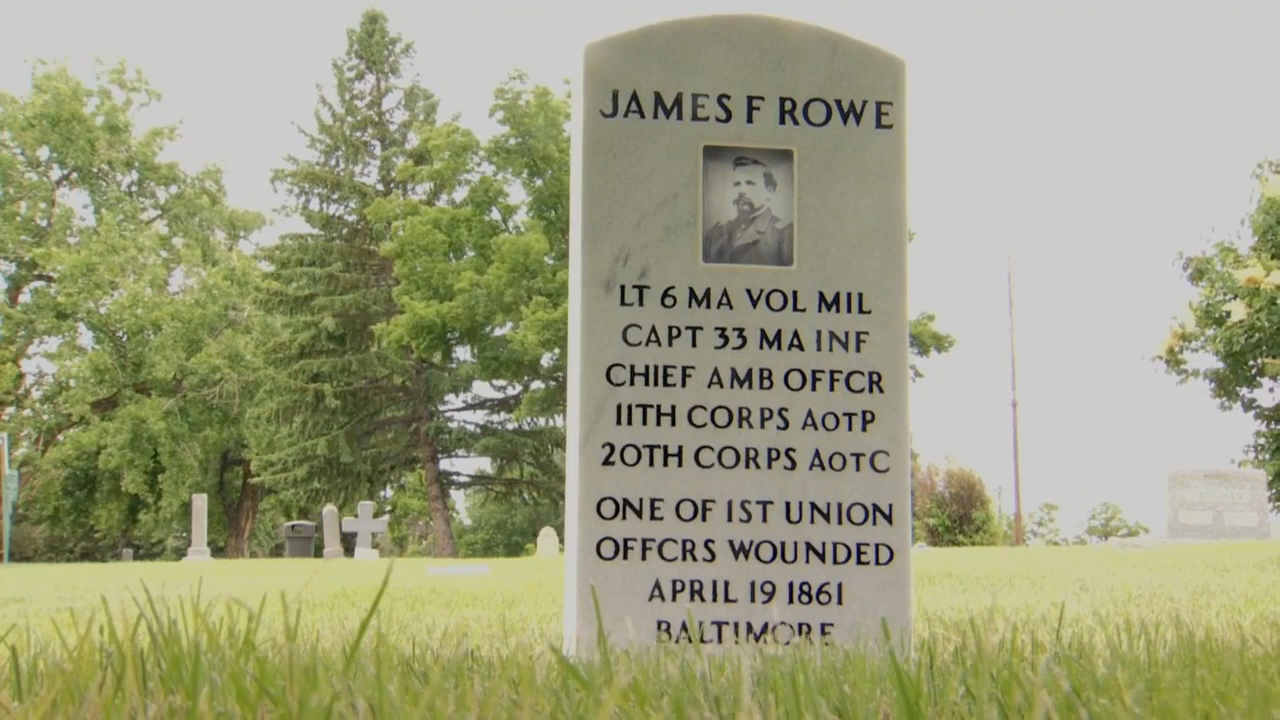 JAMES F ROWE
LT 6 MA VOL MIL
CAPT 33 MA INF
CHIEF AMB OFFCR
11TH CORPS AOTP
20TH CORPS AOTC
ONE OF 1ST UNION
OFFCRS WOUNDED
APRIL 19 1861
BALTIMORE